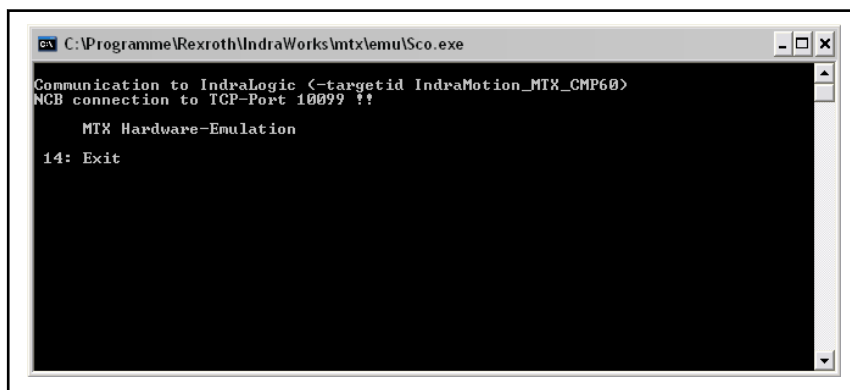 C:\Programme\Rexroth\IndraWorks\mtx\emu\Sco.exe
Communication to IndraLogic (-targetid IndraMotion_MTX_CMP60)
NCB connection to TCP-Port 10099 !!
MTX Hardware-Emulation
14: Exit